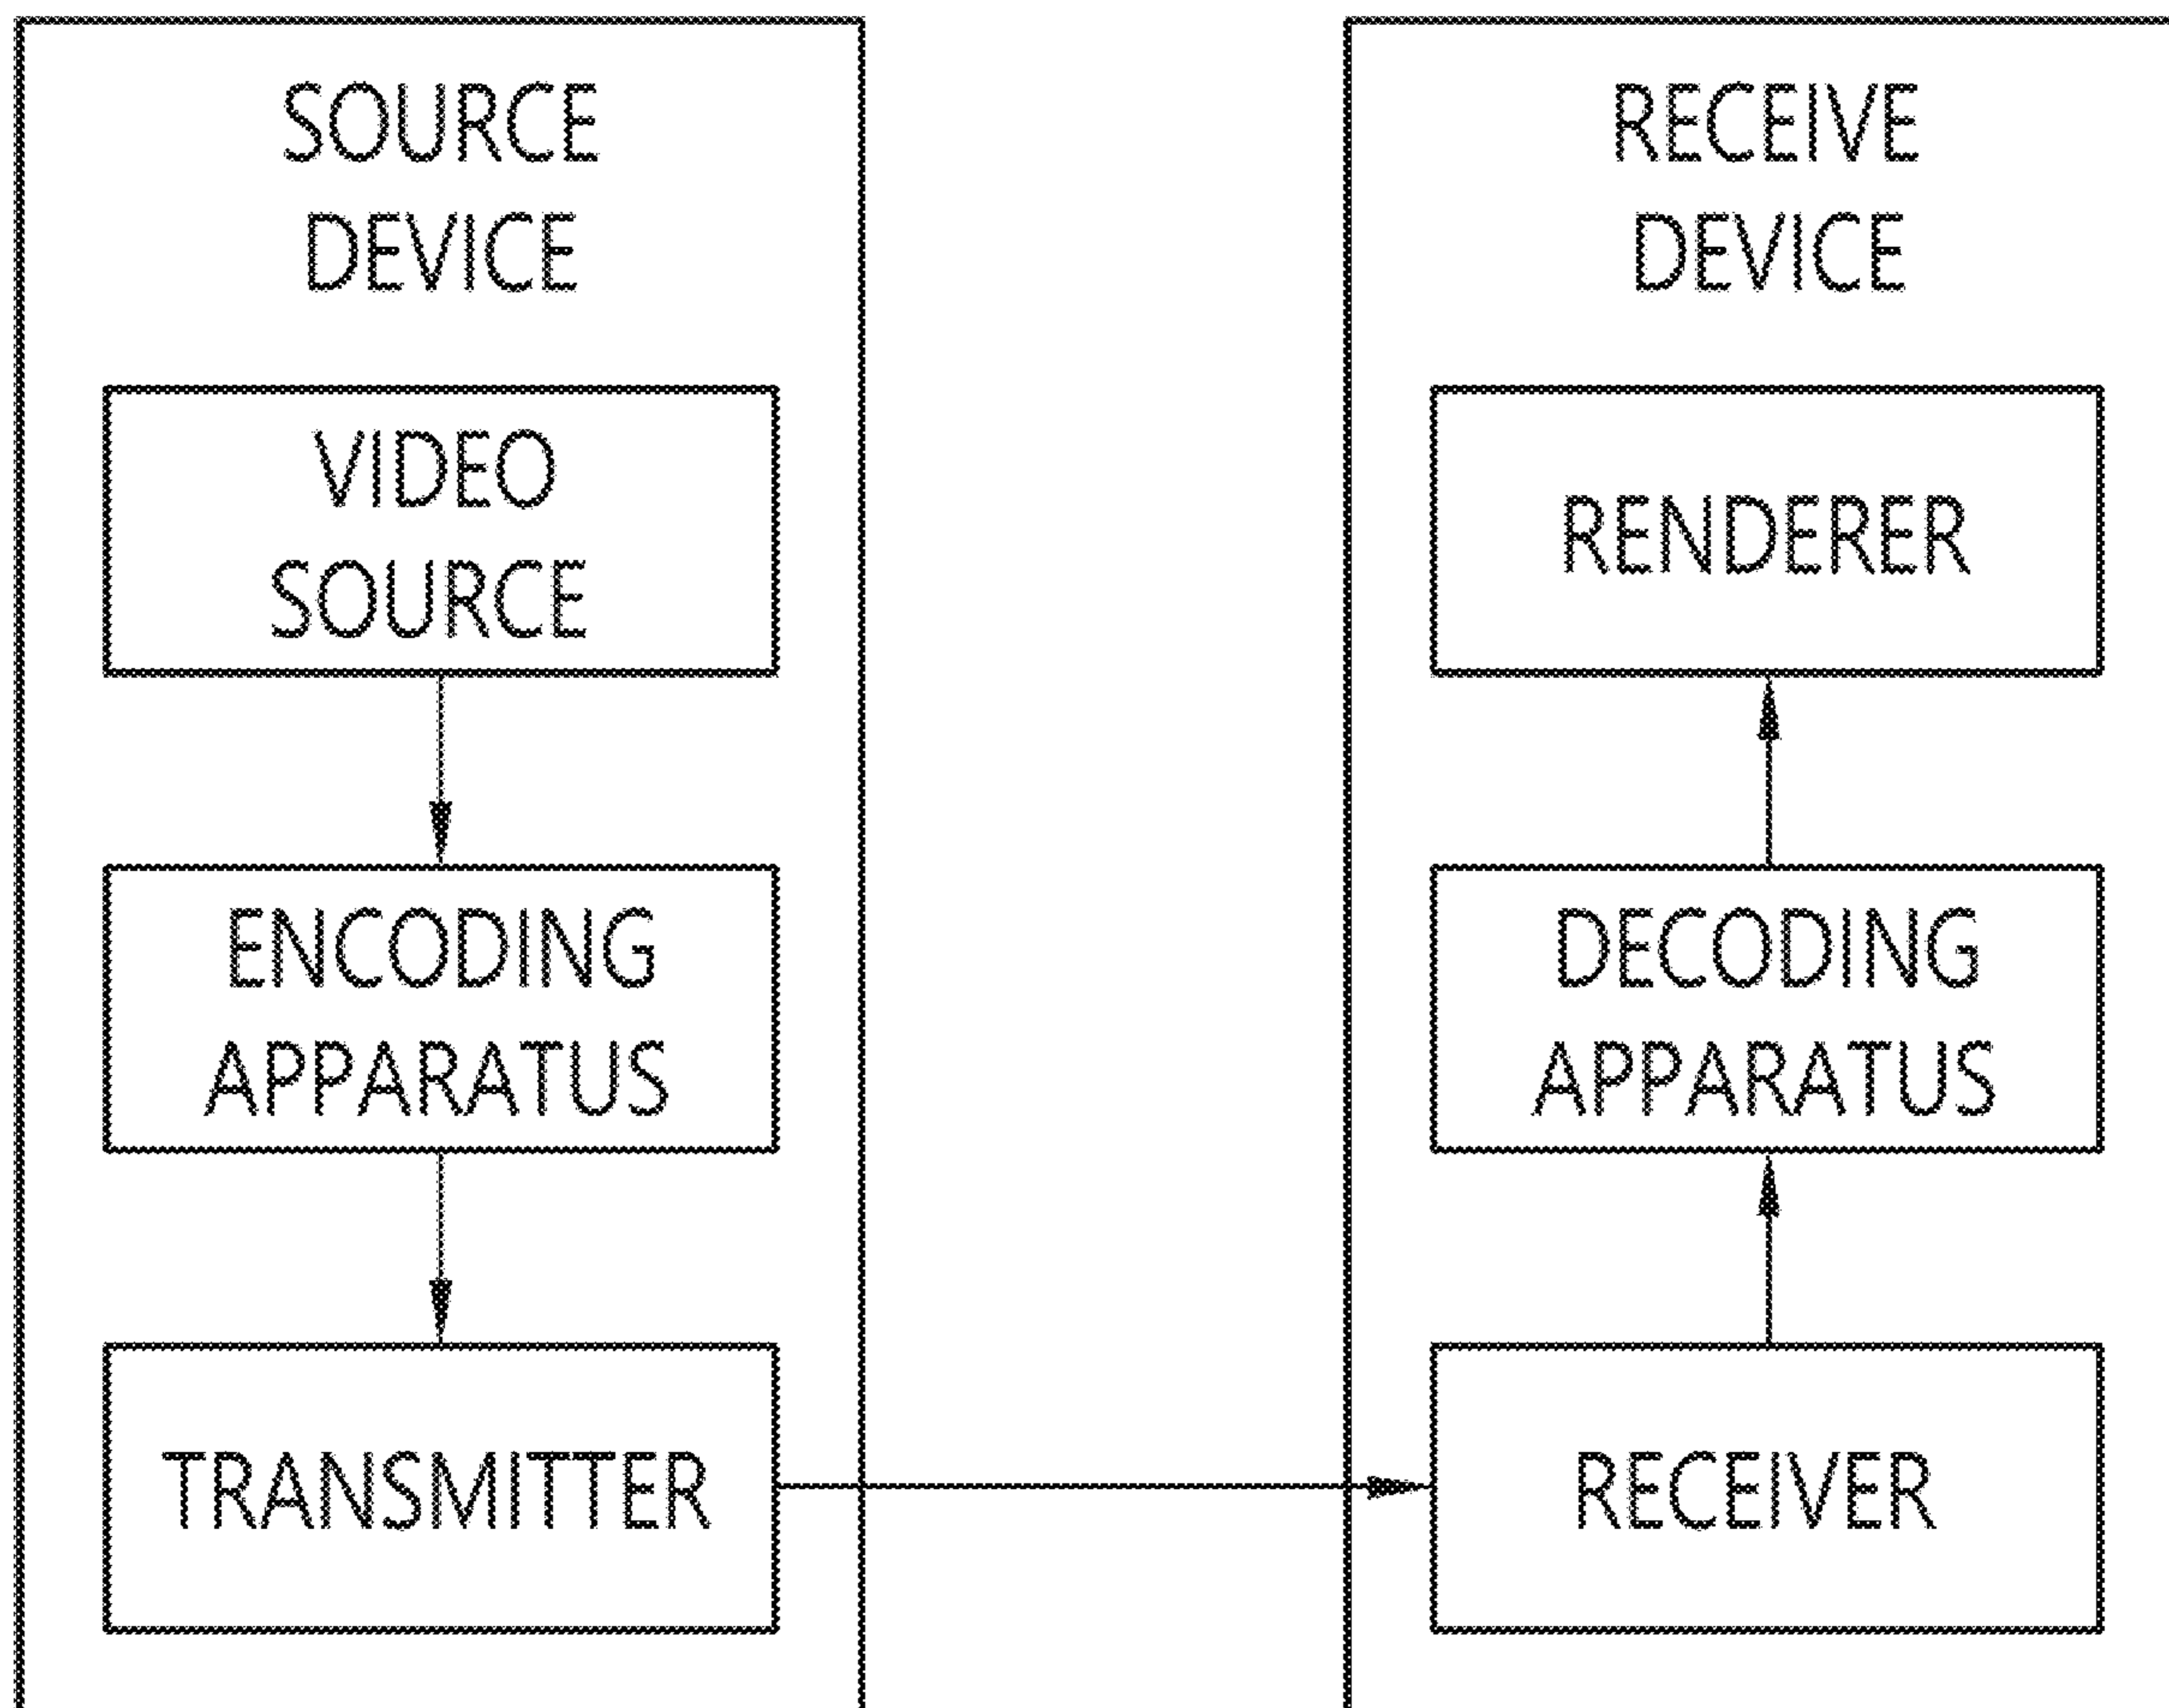 SOURCE
DEVICE
VIDEO
SOURCE
ENCODING
APPARATUS
TRANSMITTER
RECEIVE
DEVICE
RENDERER
DECODING
APPARATUS
RECEIVER